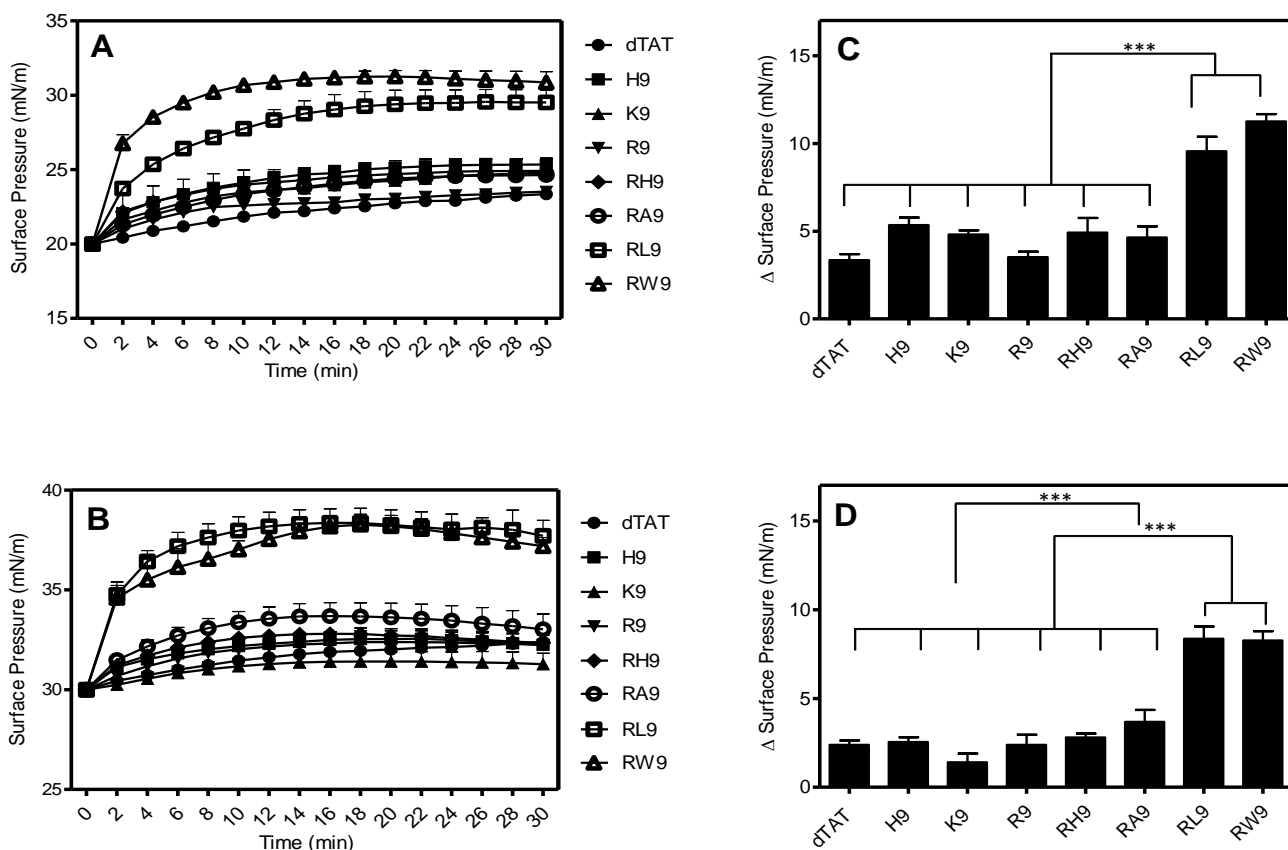 A
Surface Pressure (mN/m)
35
30
25
20
15
0 2 4 6 8 10 12 14 16 18 20 22 24 26 28 30
Time (min)
dTAT
H9
K9
R9
RH9
RA9
RL9
RW9
C
Δ Surface Pressure (mN/m)
15
10
5
0
***
dTAT H9 K9 R9 RH9 RA9 RL9 RW9
B
Surface Pressure (mN/m)
40
35
30
25
0 2 4 6 8 10 12 14 16 18 20 22 24 26 28 30
Time (min)
dTAT
H9
K9
R9
RH9
RA9
RL9
RW9
D
Δ Surface Pressure (mN/m)
15
10
5
0
***
***
dTAT H9 K9 R9 RH9 RA9 RL9 RW9